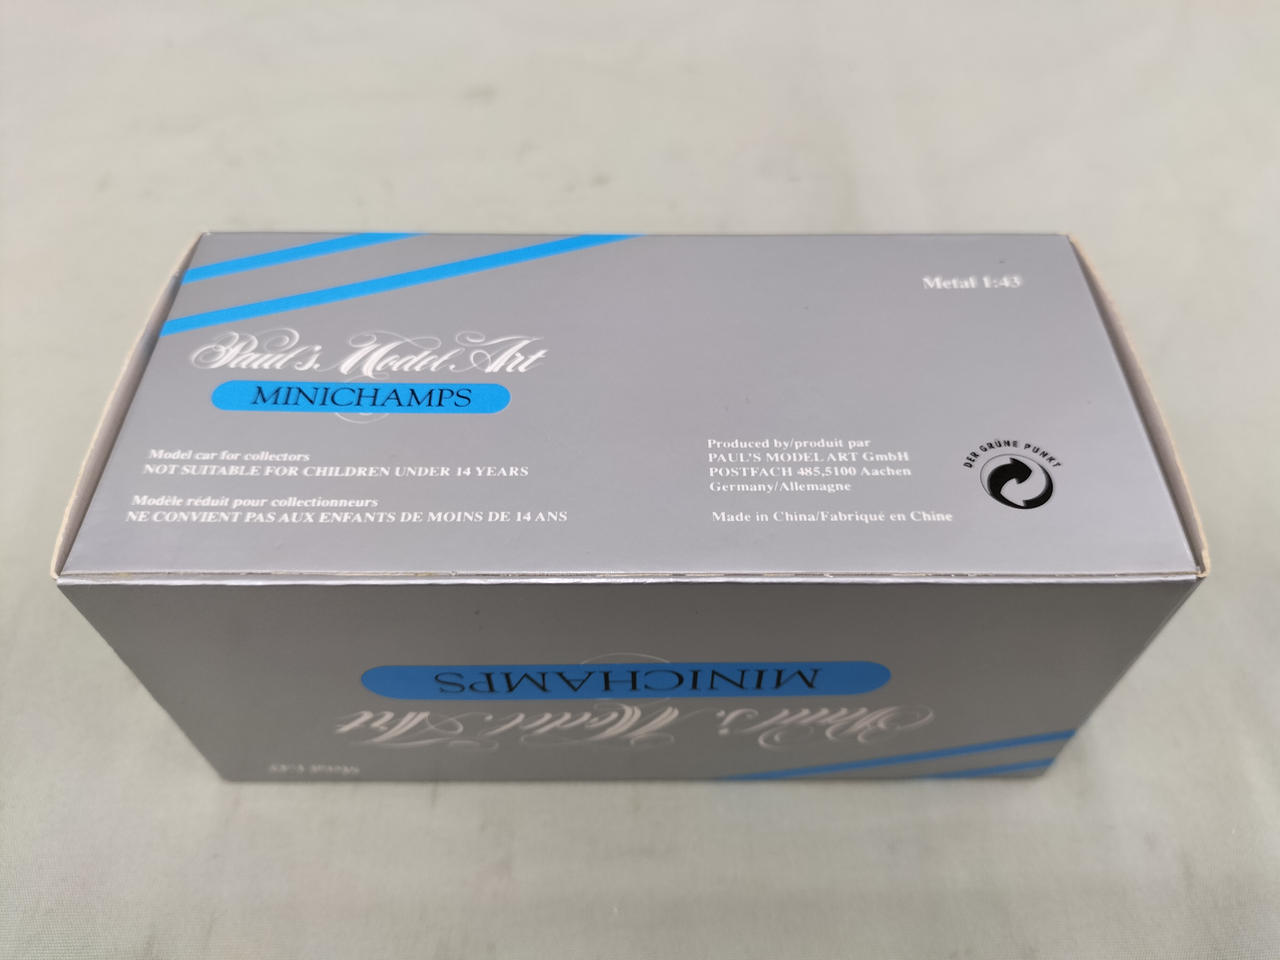 Metal 1:43
Paul's Model Art
MINICHAMPS
Model car for collectors
NOT SUITABLE FOR CHILDREN UNDER 14 YEARS
Modèle réduit pour collectionneurs
NE CONVIENT PAS AUX ENFANTS DE MOINS DE 14 ANS
Produced by/produit par
PAUL'S MODEL ART GmbH
POSTFACH 485,5100 Aachen
Germany/Allemagne
Made in China/Fabriqué en Chine
DER GRÜNE PUNKT
MINICHAMPS
Paul's Model Art
Metal 1:43